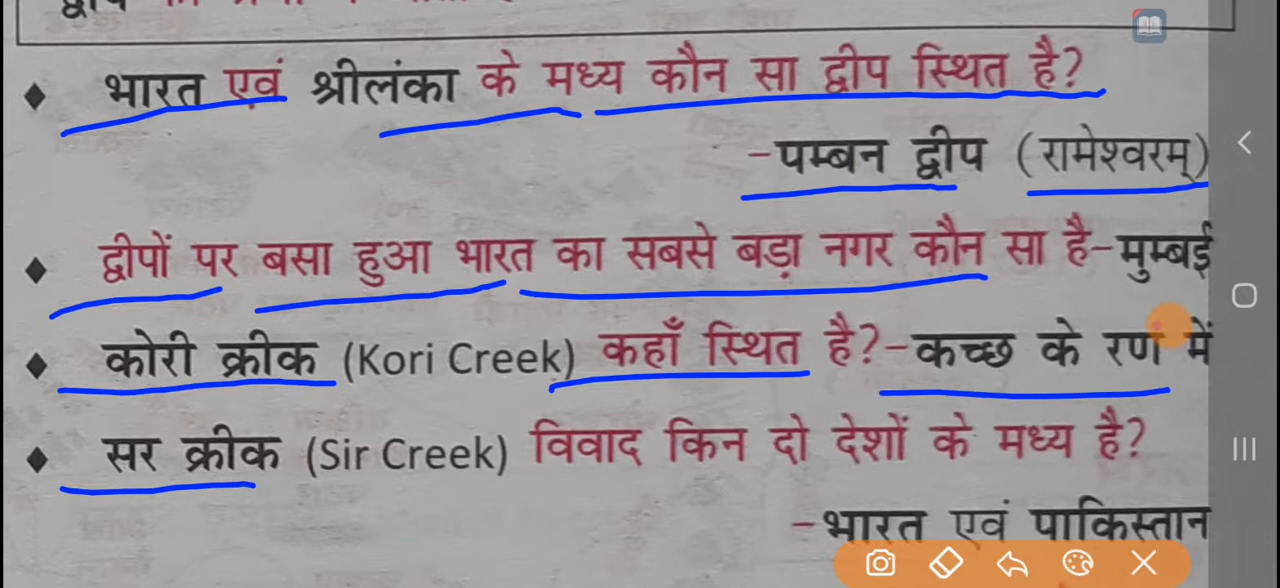 ♦ भारत एवं श्रीलंका के मध्य कौन सा द्वीप स्थित है?
–पम्बन द्वीप (रामेश्वरम्)
♦ द्वीपों पर बसा हुआ भारत का सबसे बड़ा नगर कौन सा है–मुम्बई
♦ कोरी क्रीक (Kori Creek) कहाँ स्थित है?–कच्छ के रण में
♦ सर क्रीक (Sir Creek) विवाद किन दो देशों के मध्य है?
–भारत एवं पाकिस्तान